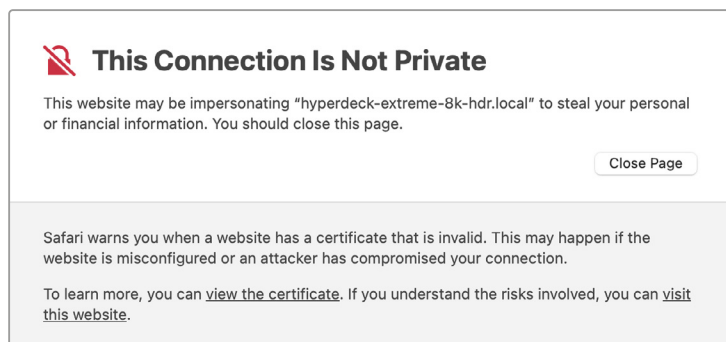 This Connection Is Not Private
This website may be impersonating “hyperdeck-extreme-8k-hdr.local” to steal your personal
or financial information. You should close this page.
Close Page
Safari warns you when a website has a certificate that is invalid. This may happen if the
website is misconfigured or an attacker has compromised your connection.
To learn more, you can view the certificate. If you understand the risks involved, you can visit
this website.